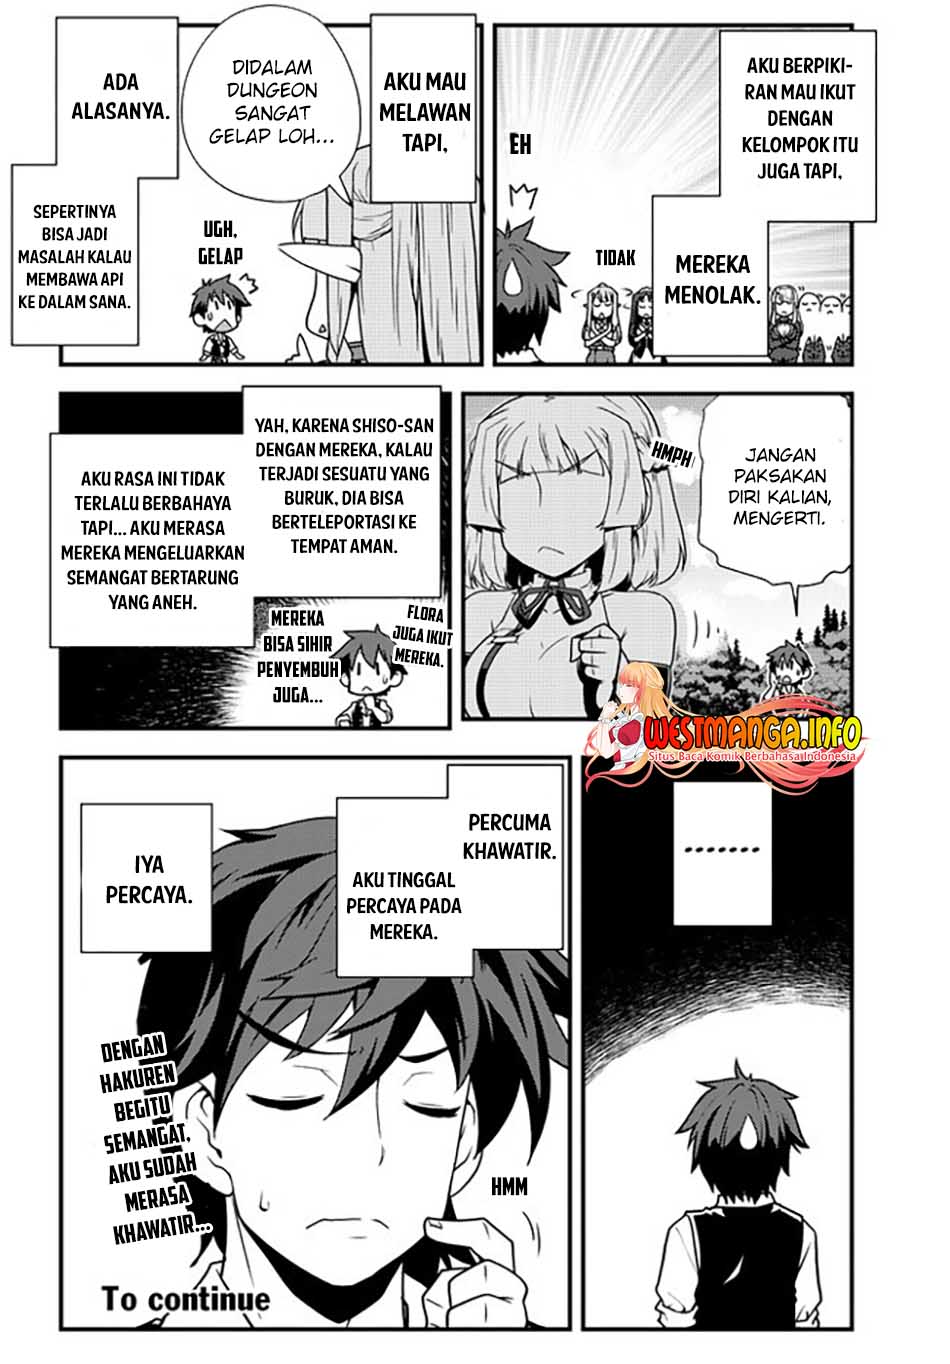 AKU BERPIKI-
RAN MAU IKUT
DENGAN
KELOMPOK ITU
JUGA TAPI,
MEREKA
MENOLAK.
EH
TIDAK
AKU MAU
MELAWAN
TAPI,
DIDALAM
DUNGEON
SANGAT
GELAP LOH...
UGH,
GELAP
ADA
ALASANYA.
SEPERTINYA
BISA JADI
MASALAH KALAU
MEMBAWA API
KE DALAM SANA.
JANGAN
PAKSAKAN
DIRI KALIAN,
MENGERTI.
HMPH
YAH, KARENA SHISO-SAN
DENGAN MEREKA, KALAU
TERJADI SESUATU YANG
BURUK, DIA BISA
BERTELEPORTASI KE
TEMPAT AMAN.
FLORA
JUGA IKUT
MEREKA.
MEREKA
BISA SIHIR
PENYEMBUH
JUGA...
AKU RASA INI TIDAK
TERLALU BERBAHAYA
TAPI... AKU MERASA
MEREKA MENGELUARKAN
SEMANGAT BERTARUNG
YANG ANEH.
WESTMANGA.INFO
Situs Baca Komik Berbahasa Indonesia
.......
PERCUMA
KHAWATIR.
AKU TINGGAL
PERCAYA PADA
MEREKA.
IYA
PERCAYA.
HMM
DENGAN
HAKUREN
BEGITU
SEMANGAT,
AKU SUDAH
MERASA
KHAWATIR...
To continue